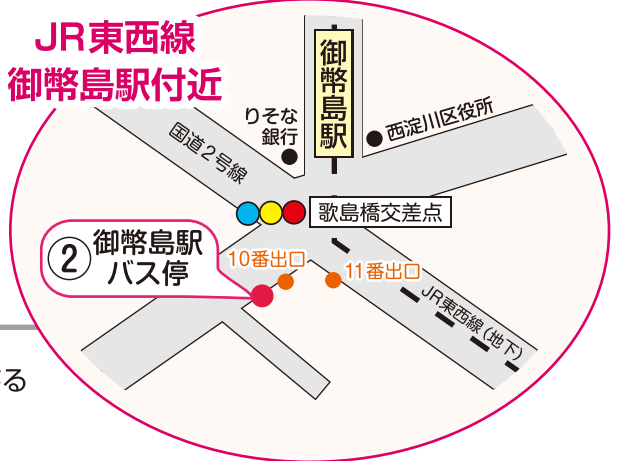 JR東西線
御幣島駅付近
御幣島駅
りそな
銀行
西淀川区役所
国道2号線
歌島橋交差点
② 御幣島駅
バス停
10番出口
11番出口
JR東西線(地下)
る